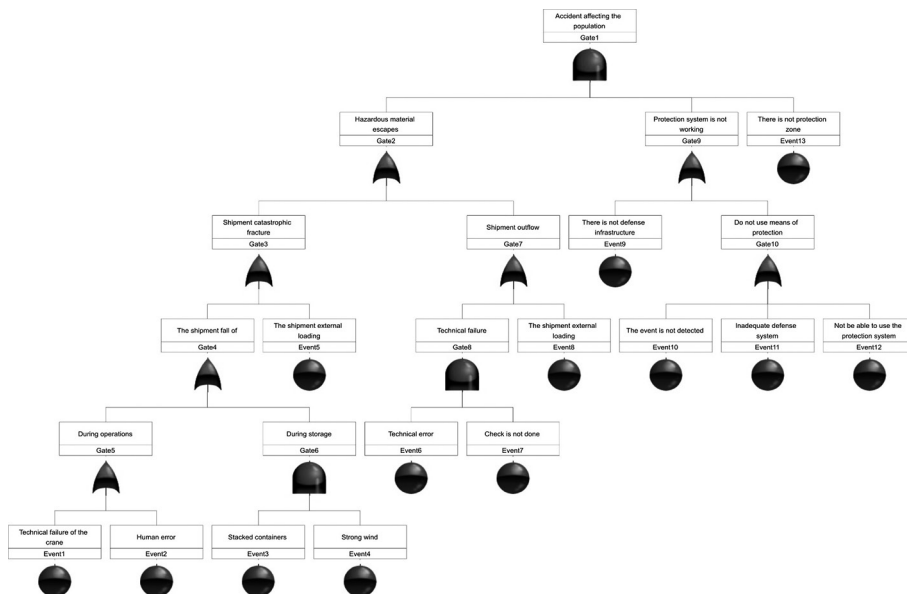 Accident affecting the
population
Gate1
Hazardous material
escapes
Gate2
Protection system is not
working
Gate9
There is not protection
zone
Event13
Shipment catastrophic
fracture
Gate3
Shipment outflow
Gate7
There is not defense
infrastructure
Event9
Do not use means of
protection
Gate10
The shipment fall of
Gate4
The shipment external
loading
Event5
Technical failure
Gate8
The shipment external
loading
Event8
The event is not detected
Event10
Inadequate defense
system
Event11
Not be able to use the
protection system
Event12
During operations
Gate5
During storage
Gate6
Technical error
Event6
Check is not done
Event7
Technical failure of the
crane
Event1
Human error
Event2
Stacked containers
Event3
Strong wind
Event4